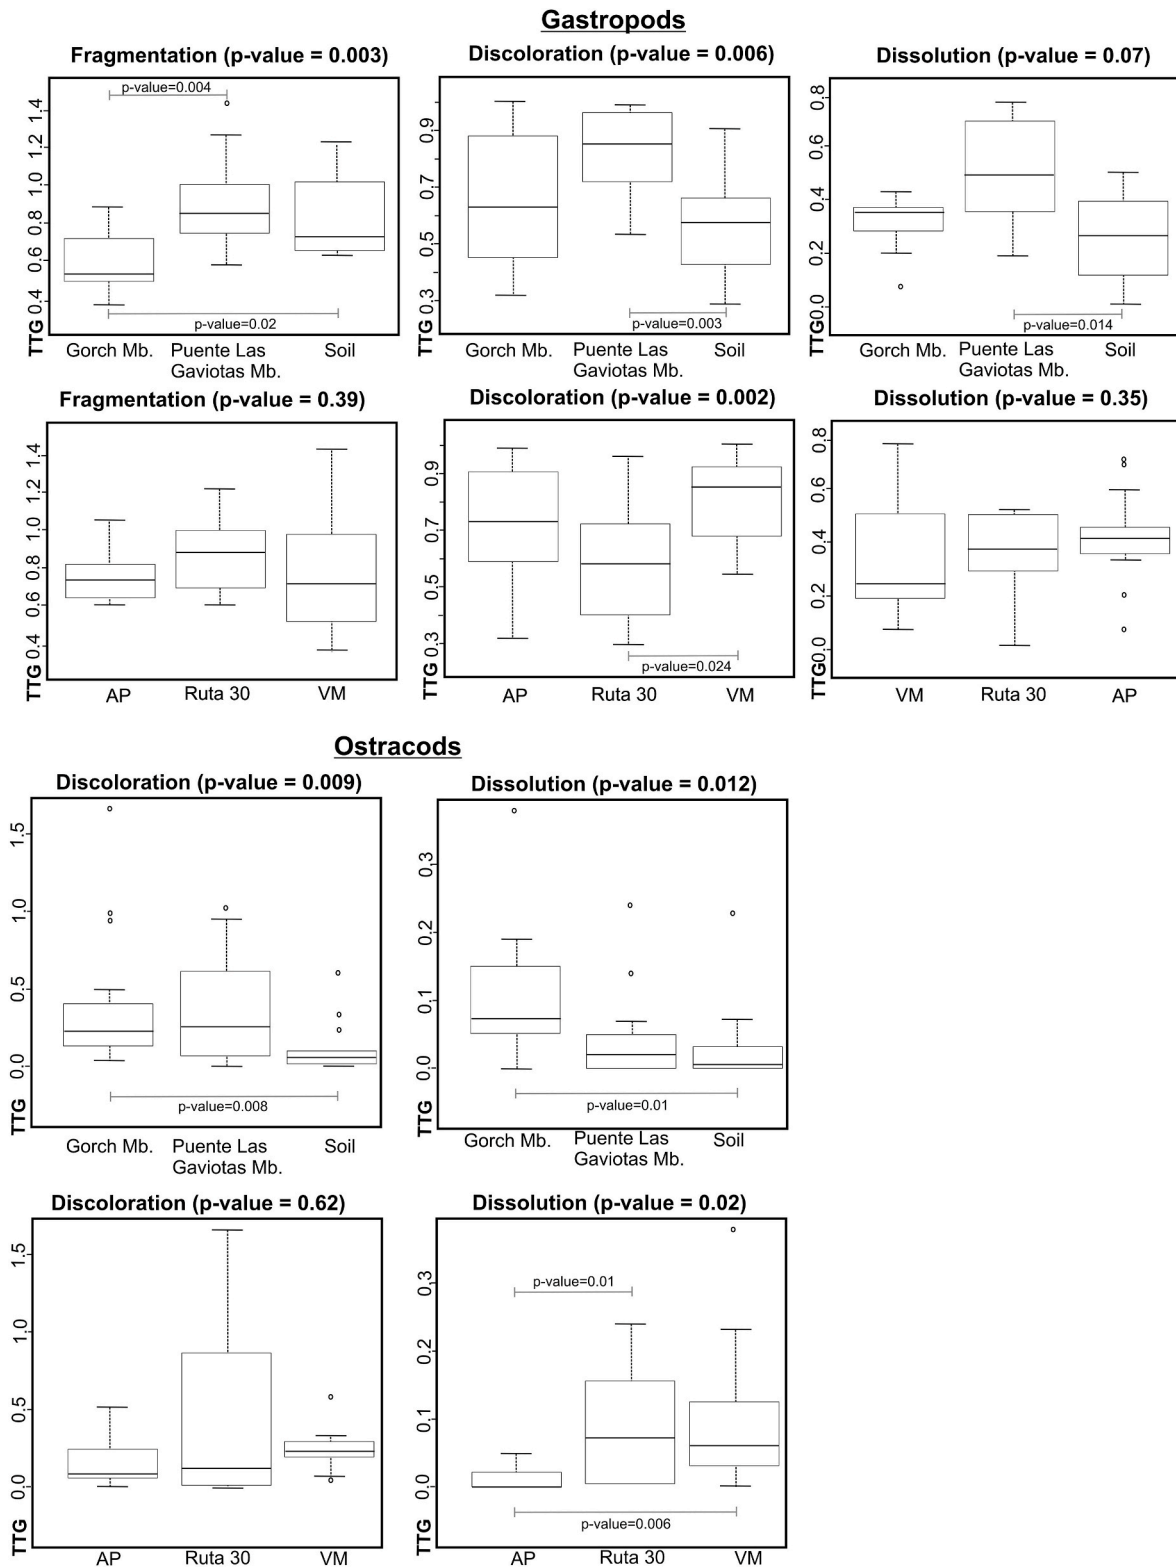 Gastropods
Fragmentation (p-value = 0.003)
Discoloration (p-value = 0.006)
Dissolution (p-value = 0.07)
TTG
0.4 0.6 0.8 1.0 1.2 1.4
p-value=0.004
p-value=0.02
Gorch Mb.
Puente Las
Gaviotas Mb.
Soil
TTG
0.3 0.5 0.7 0.9
p-value=0.003
Gorch Mb.
Puente Las
Gaviotas Mb.
Soil
TTG
0.0 0.2 0.4 0.6 0.8
p-value=0.014
Gorch Mb.
Puente Las
Gaviotas Mb.
Soil
Fragmentation (p-value = 0.39)
Discoloration (p-value = 0.002)
Dissolution (p-value = 0.35)
TTG
0.4 0.6 0.8 1.0 1.2 1.4
AP
Ruta 30
VM
TTG
0.3 0.5 0.7 0.9
p-value=0.024
AP
Ruta 30
VM
TTG
0.0 0.2 0.4 0.6 0.8
VM
Ruta 30
AP
Ostracods
Discoloration (p-value = 0.009)
Dissolution (p-value = 0.012)
TTG
0.0 0.5 1.0 1.5
p-value=0.008
Gorch Mb.
Puente Las
Gaviotas Mb.
Soil
TTG
0.0 0.1 0.2 0.3
p-value=0.01
Gorch Mb.
Puente Las
Gaviotas Mb.
Soil
Discoloration (p-value = 0.62)
Dissolution (p-value = 0.02)
TTG
0.0 0.5 1.0 1.5
AP
Ruta 30
VM
TTG
0.0 0.1 0.2 0.3
p-value=0.01
p-value=0.006
AP
Ruta 30
VM